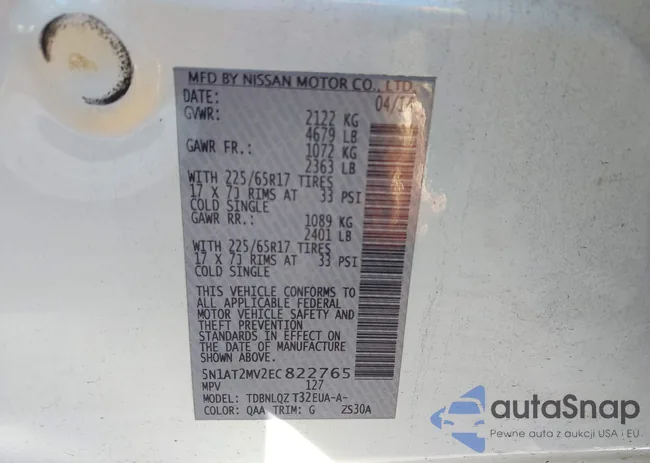 MFD BY NISSAN MOTOR CO., LTD.
DATE: 04/14
GVWR: 2122 KG
4679 LB
GAWR FR.: 1072 KG
2363 LB
WITH 225/65R17 TIRES
17 X 7J RIMS AT 33 PSI
COLD SINGLE
GAWR RR.: 1089 KG
2401 LB
WITH 225/65R17 TIRES
17 X 7J RIMS AT 33 PSI
COLD SINGLE
THIS VEHICLE CONFORMS TO
ALL APPLICABLE FEDERAL
MOTOR VEHICLE SAFETY AND
THEFT PREVENTION
STANDARDS IN EFFECT ON
THE DATE OF MANUFACTURE
SHOWN ABOVE.
5N1AT2MV2EC822765
MPV 127
MODEL: TDBNLQZ T32EUA-A-
COLOR: QAA TRIM: G ZS30A
autoSnap
Pewne auta z aukcji USA i EU